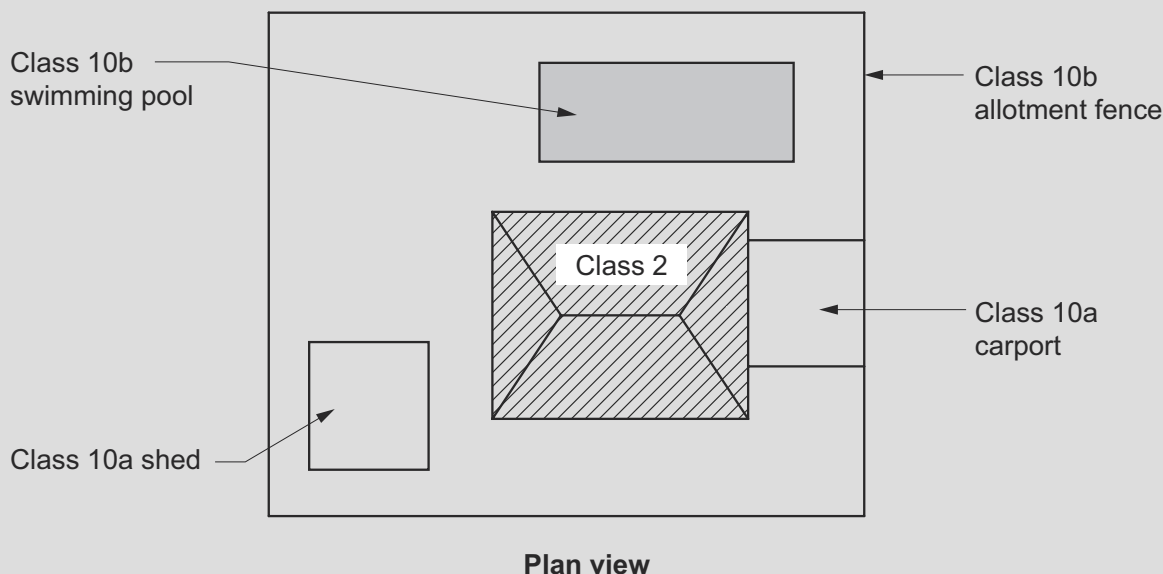 Class 10b
swimming pool
Class 10b
allotment fence
Class 2
Class 10a
carport
Class 10a shed
Plan view